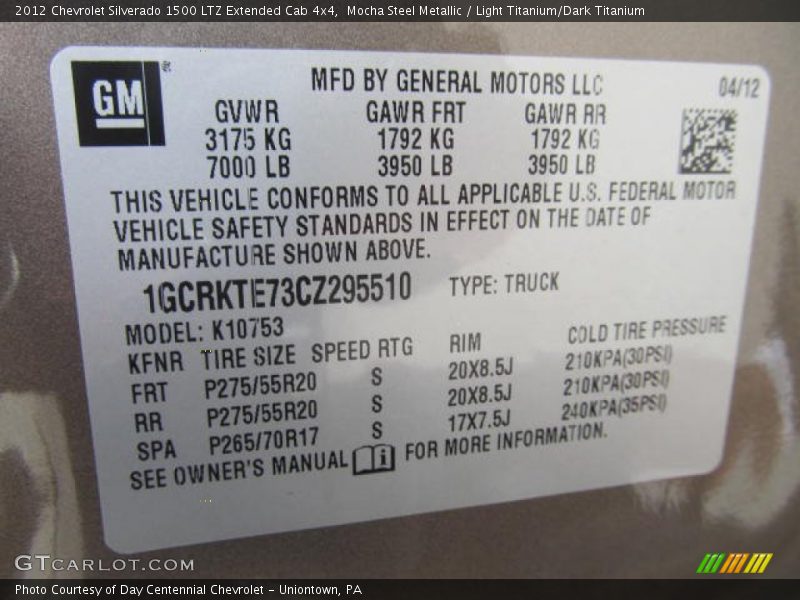 2012 Chevrolet Silverado 1500 LTZ Extended Cab 4x4, Mocha Steel Metallic / Light Titanium/Dark Titanium
GM
MFD BY GENERAL MOTORS LLC 04/12
GVWR GAWR FRT GAWR RR
3175 KG 1792 KG 1792 KG
7000 LB 3950 LB 3950 LB
THIS VEHICLE CONFORMS TO ALL APPLICABLE U.S. FEDERAL MOTOR
VEHICLE SAFETY STANDARDS IN EFFECT ON THE DATE OF
MANUFACTURE SHOWN ABOVE.
1GCRKTE73CZ295510 TYPE: TRUCK
MODEL: K10753
KFNR TIRE SIZE SPEED RTG RIM COLD TIRE PRESSURE
FRT P275/55R20 S 20X8.5J 210KPA(30PSI)
RR P275/55R20 S 20X8.5J 210KPA(30PSI)
SPA P265/70R17 S 17X7.5J 240KPA(35PSI)
SEE OWNER'S MANUAL i FOR MORE INFORMATION.
GTCARLOT.COM
Photo Courtesy of Day Centennial Chevrolet - Uniontown, PA